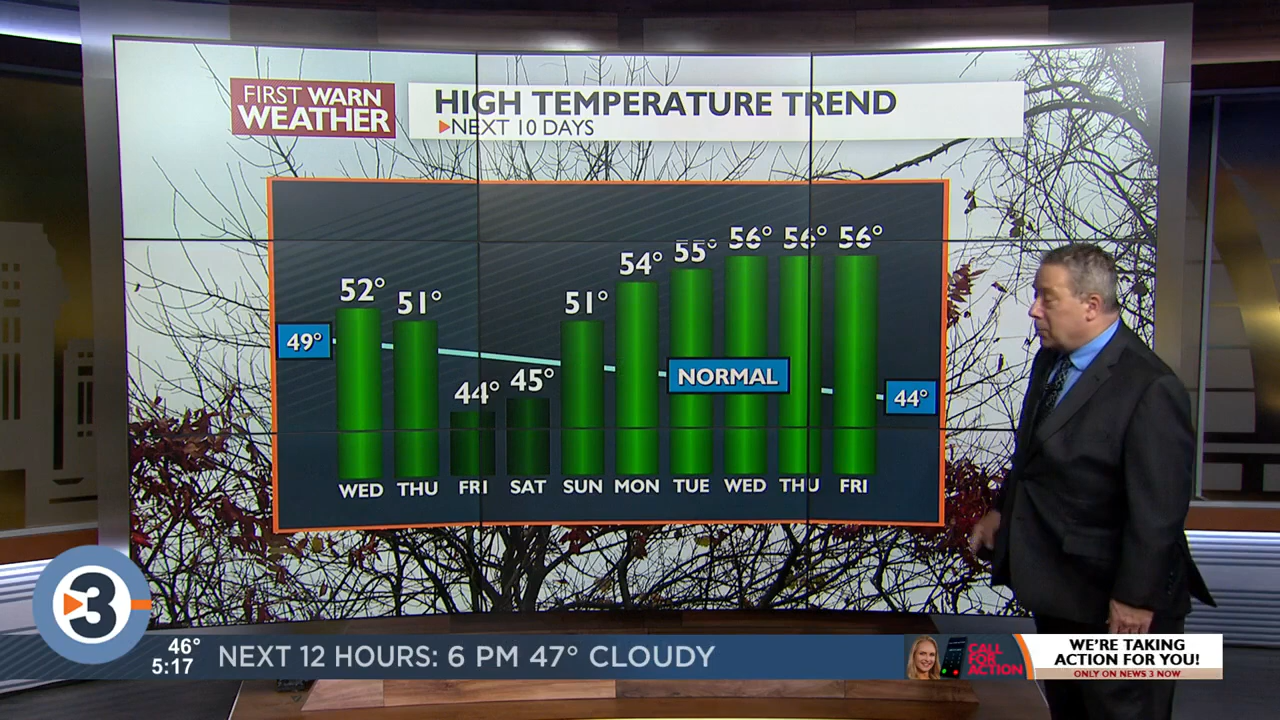 FIRST WARN
WEATHER
HIGH TEMPERATURE TREND
NEXT 10 DAYS
52° 51° 44° 45° 51° 54° 55° 56° 56° 56°
49°
NORMAL
44°
WED THU FRI SAT SUN MON TUE WED THU FRI
3
46°
5:17
NEXT 12 HOURS: 6 PM 47° CLOUDY
CALL
FOR
ACTION
WE'RE TAKING
ACTION FOR YOU!
ONLY ON NEWS 3 NOW